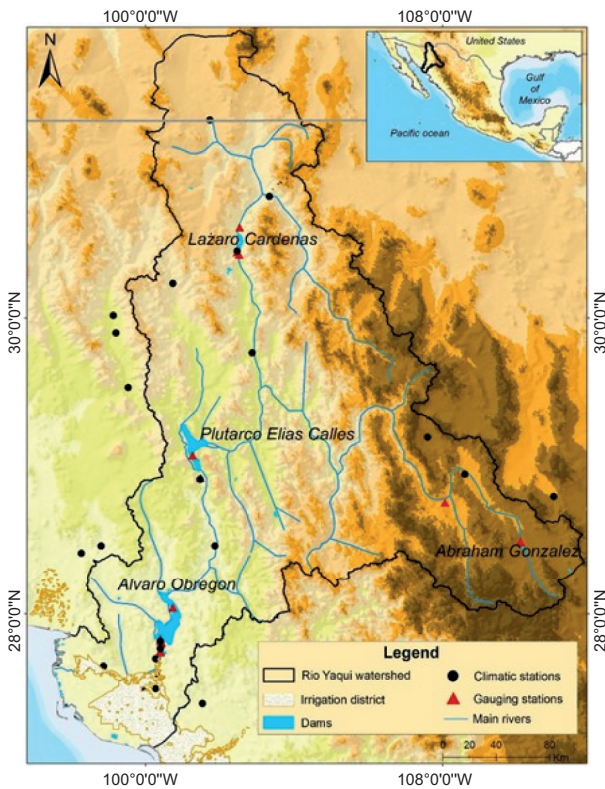 100°0'0"W 108°0'0"W
N
United States
Gulf
of
Mexico
Pacific ocean
Lazaro Cardenas
30°0'0"N 30°0'0"N
Plutarco Elias Calles
Abraham Gonzalez
Alvaro Obregon
28°0'0"N 28°0'0"N
Legend
Rio Yaqui watershed
Irrigation district
Dams
Climatic stations
Gauging stations
Main rivers
0 20 40 60 80
Km
100°0'0"W 108°0'0"W